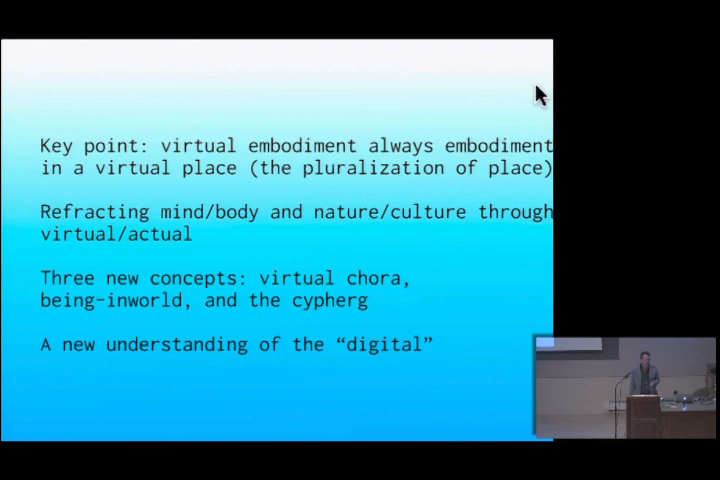 Key point: virtual embodiment always embodiment
in a virtual place (the pluralization of place)
Refracting mind/body and nature/culture through
virtual/actual
Three new concepts: virtual chora,
being-inworld, and the cypherg
A new understanding of the “digital”